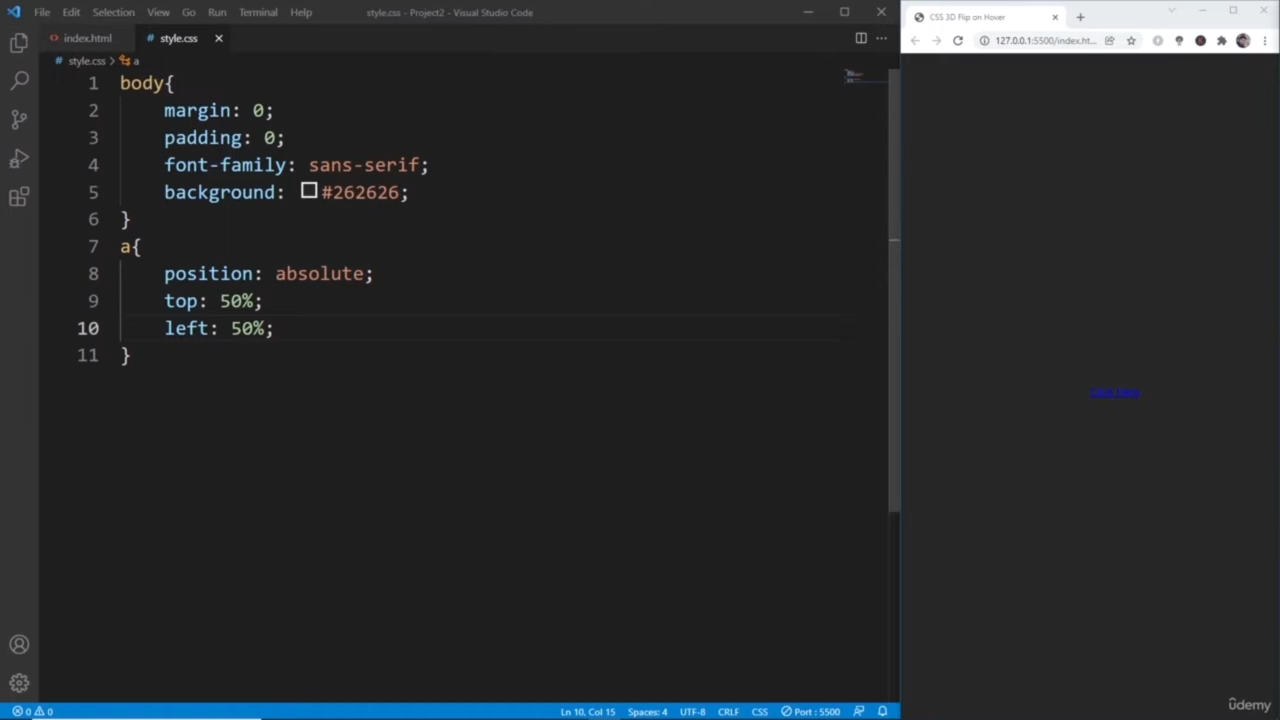 File Edit Selection View Go Run Terminal Help
style.css - Project2 - Visual Studio Code
index.html
# style.css
# style.css > a
1 body{
2 margin: 0;
3 padding: 0;
4 font-family: sans-serif;
5 background: #262626;
6 }
7 a{
8 position: absolute;
9 top: 50%;
10 left: 50%;
11 }
0 0
Ln 10, Col 15 Spaces: 4 UTF-8 CRLF CSS Port : 5500
CSS 3D Flip on Hover
127.0.0.1:5500/index.ht...
ûdemy